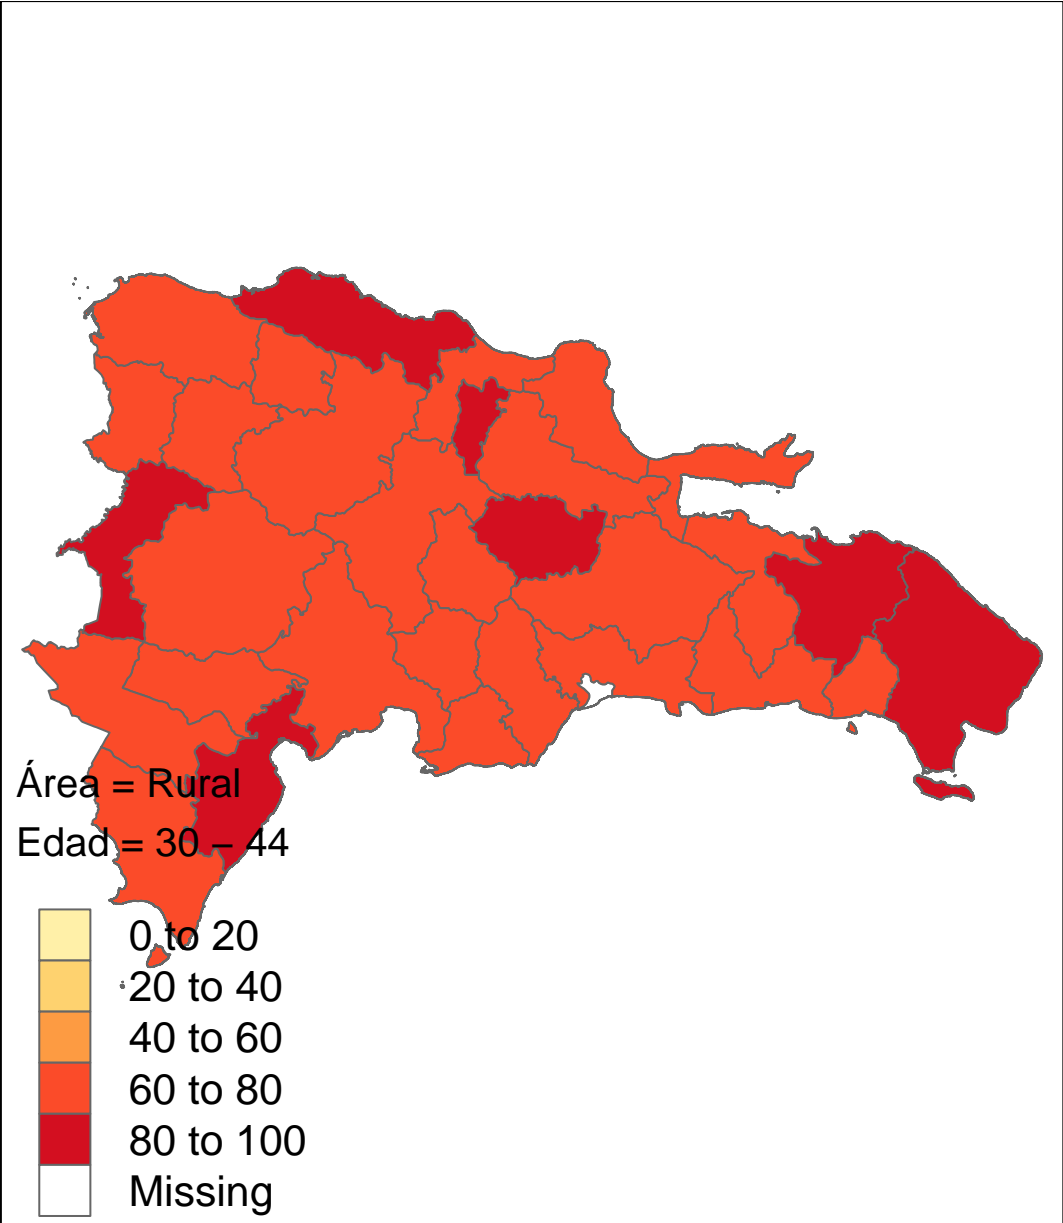 Área = Rural
Edad = 30 – 44
0 to 20
20 to 40
40 to 60
60 to 80
80 to 100
Missing